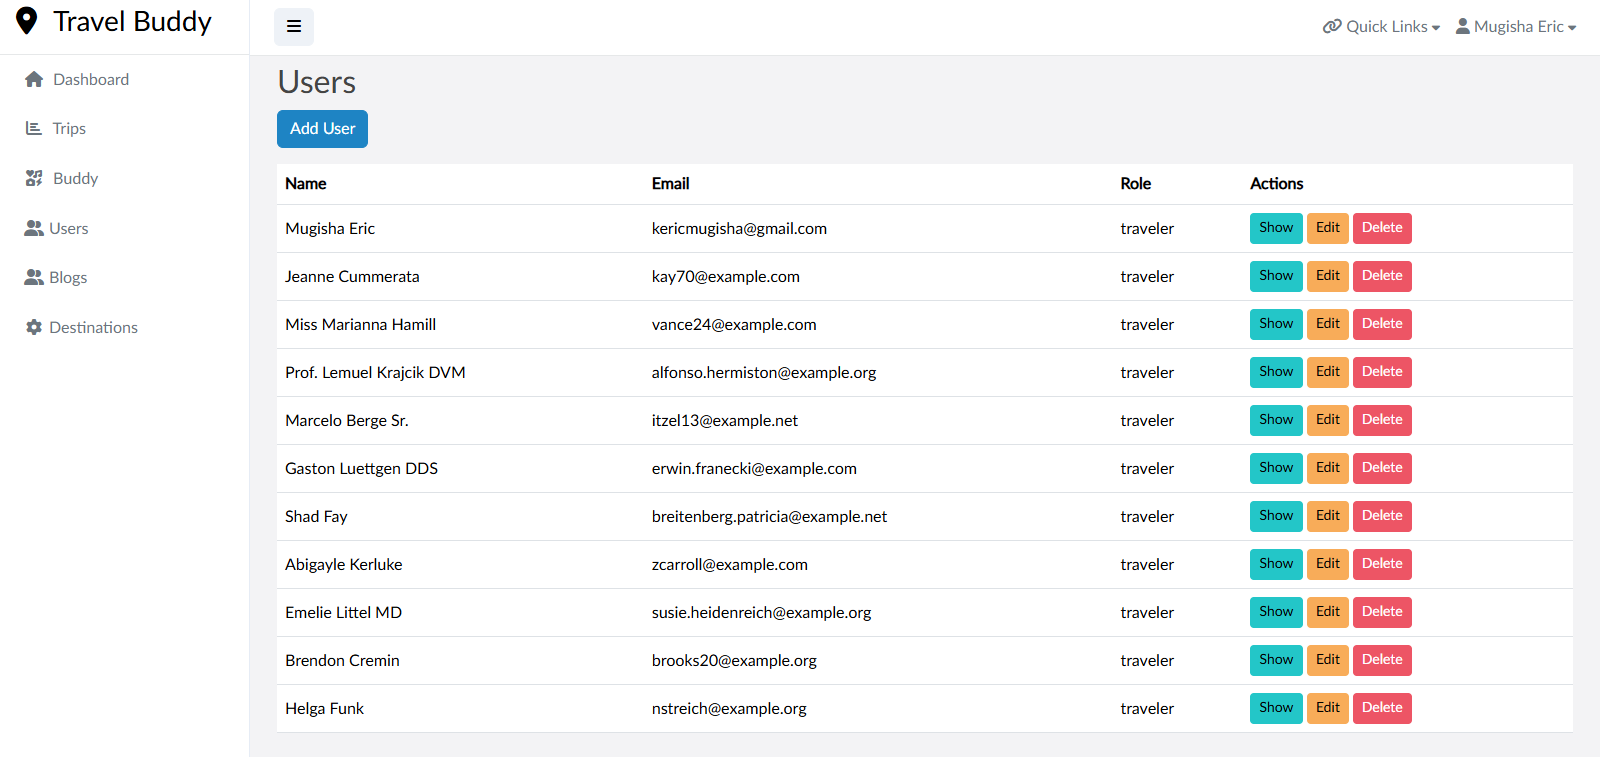 Travel Buddy
Quick Links
Mugisha Eric
Dashboard
Trips
Buddy
Users
Blogs
Destinations
Users
Add User
Name Email Role Actions
Mugisha Eric kericmugisha@gmail.com traveler Show Edit Delete
Jeanne Cummerata kay70@example.com traveler Show Edit Delete
Miss Marianna Hamill vance24@example.com traveler Show Edit Delete
Prof. Lemuel Krajcik DVM alfonso.hermiston@example.org traveler Show Edit Delete
Marcelo Berge Sr. itzel13@example.net traveler Show Edit Delete
Gaston Luettgen DDS erwin.franecki@example.com traveler Show Edit Delete
Shad Fay breitenberg.patricia@example.net traveler Show Edit Delete
Abigayle Kerluke zcarroll@example.com traveler Show Edit Delete
Emelie Littel MD susie.heidenreich@example.org traveler Show Edit Delete
Brendon Cremin brooks20@example.org traveler Show Edit Delete
Helga Funk nstreich@example.org traveler Show Edit Delete